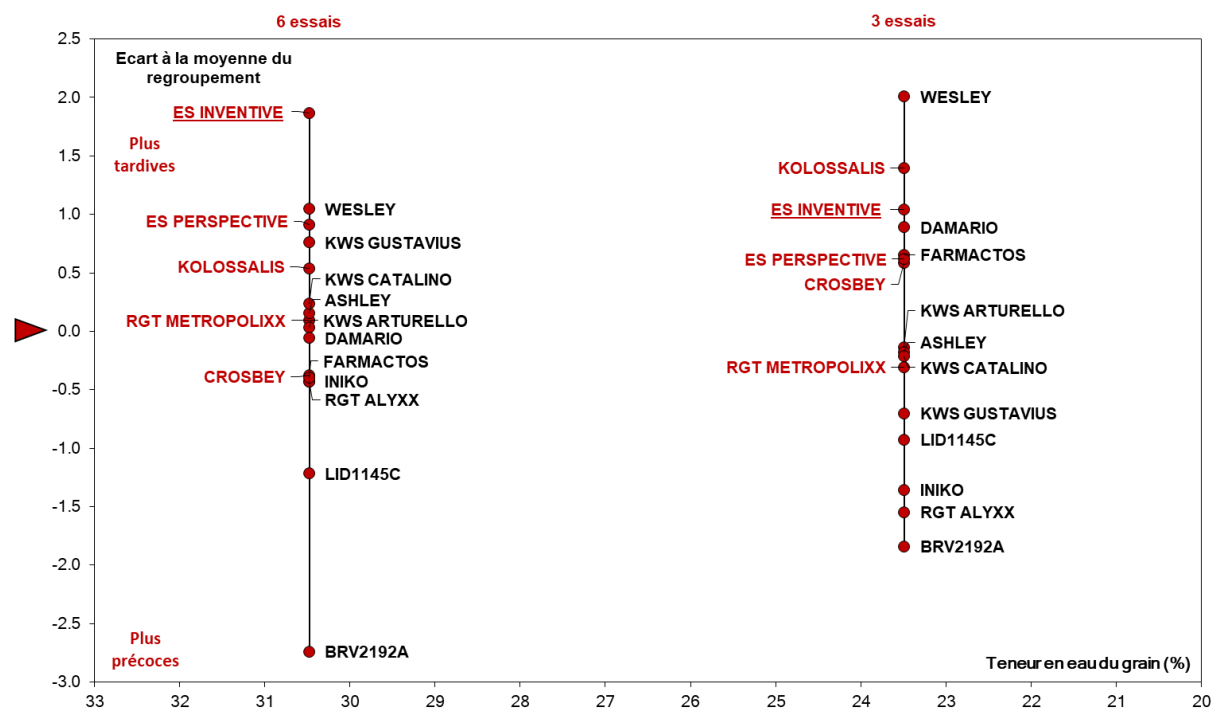 6 essais
3 essais
2.5
Ecart à la moyenne du
regroupement
2.0
WESLEY
ES INVENTIVE
Plus
tardives
1.5
KOLOSSALIS
1.0
WESLEY
ES INVENTIVE
ES PERSPECTIVE
DAMARIO
KWS GUSTAVIUS
FARMACTOS
ES PERSPECTIVE
KOLOSSALIS
0.5
CROSBEY
KWS CATALINO
ASHLEY
KWS ARTURELLO
RGT METROPOLIXX
KWS ARTURELLO
0.0
DAMARIO
ASHLEY
FARMACTOS
RGT METROPOLIXX
KWS CATALINO
CROSBEY
INIKO
-0.5
RGT ALYXX
KWS GUSTAVIUS
LID1145C
-1.0
LID1145C
INIKO
-1.5
RGT ALYXX
BRV2192A
-2.0
-2.5
Plus
précoces
BRV2192A
Teneur en eau du grain (%)
-3.0
33
32
31
30
29
28
27
26
25
24
23
22
21
20